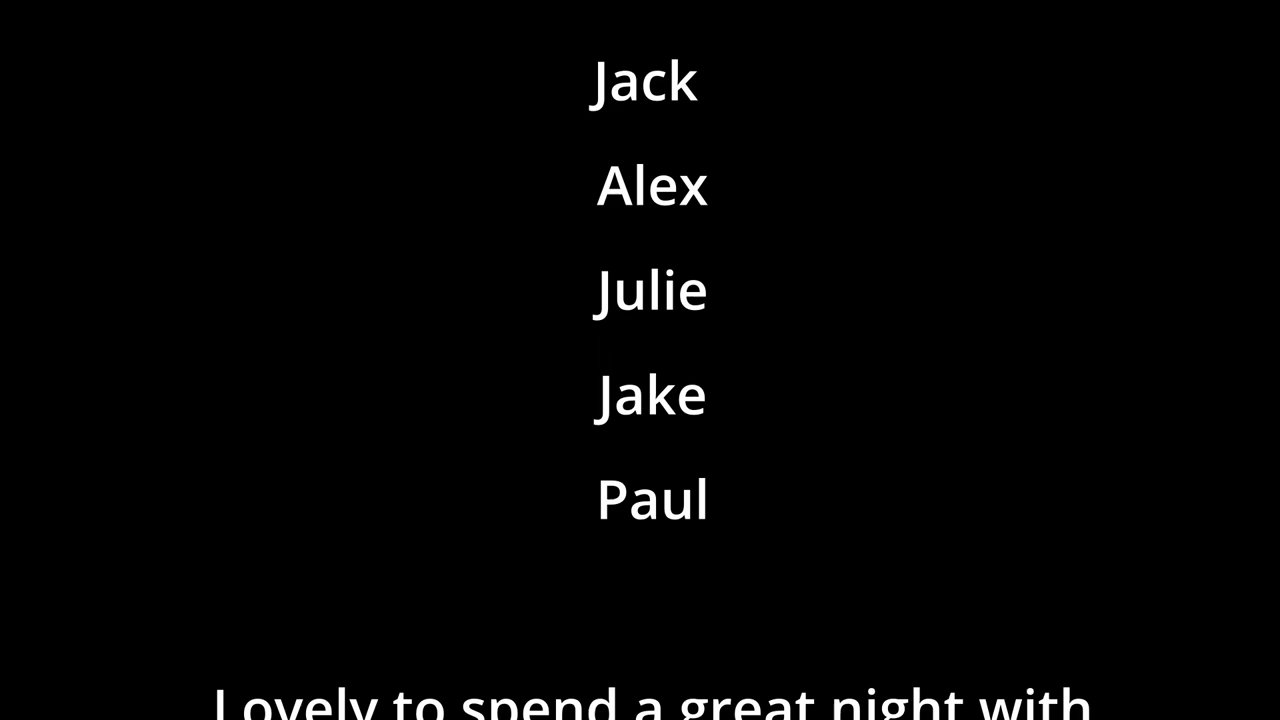 Jack
Alex
Julie
Jake
Paul
Lovely to spend a great night with